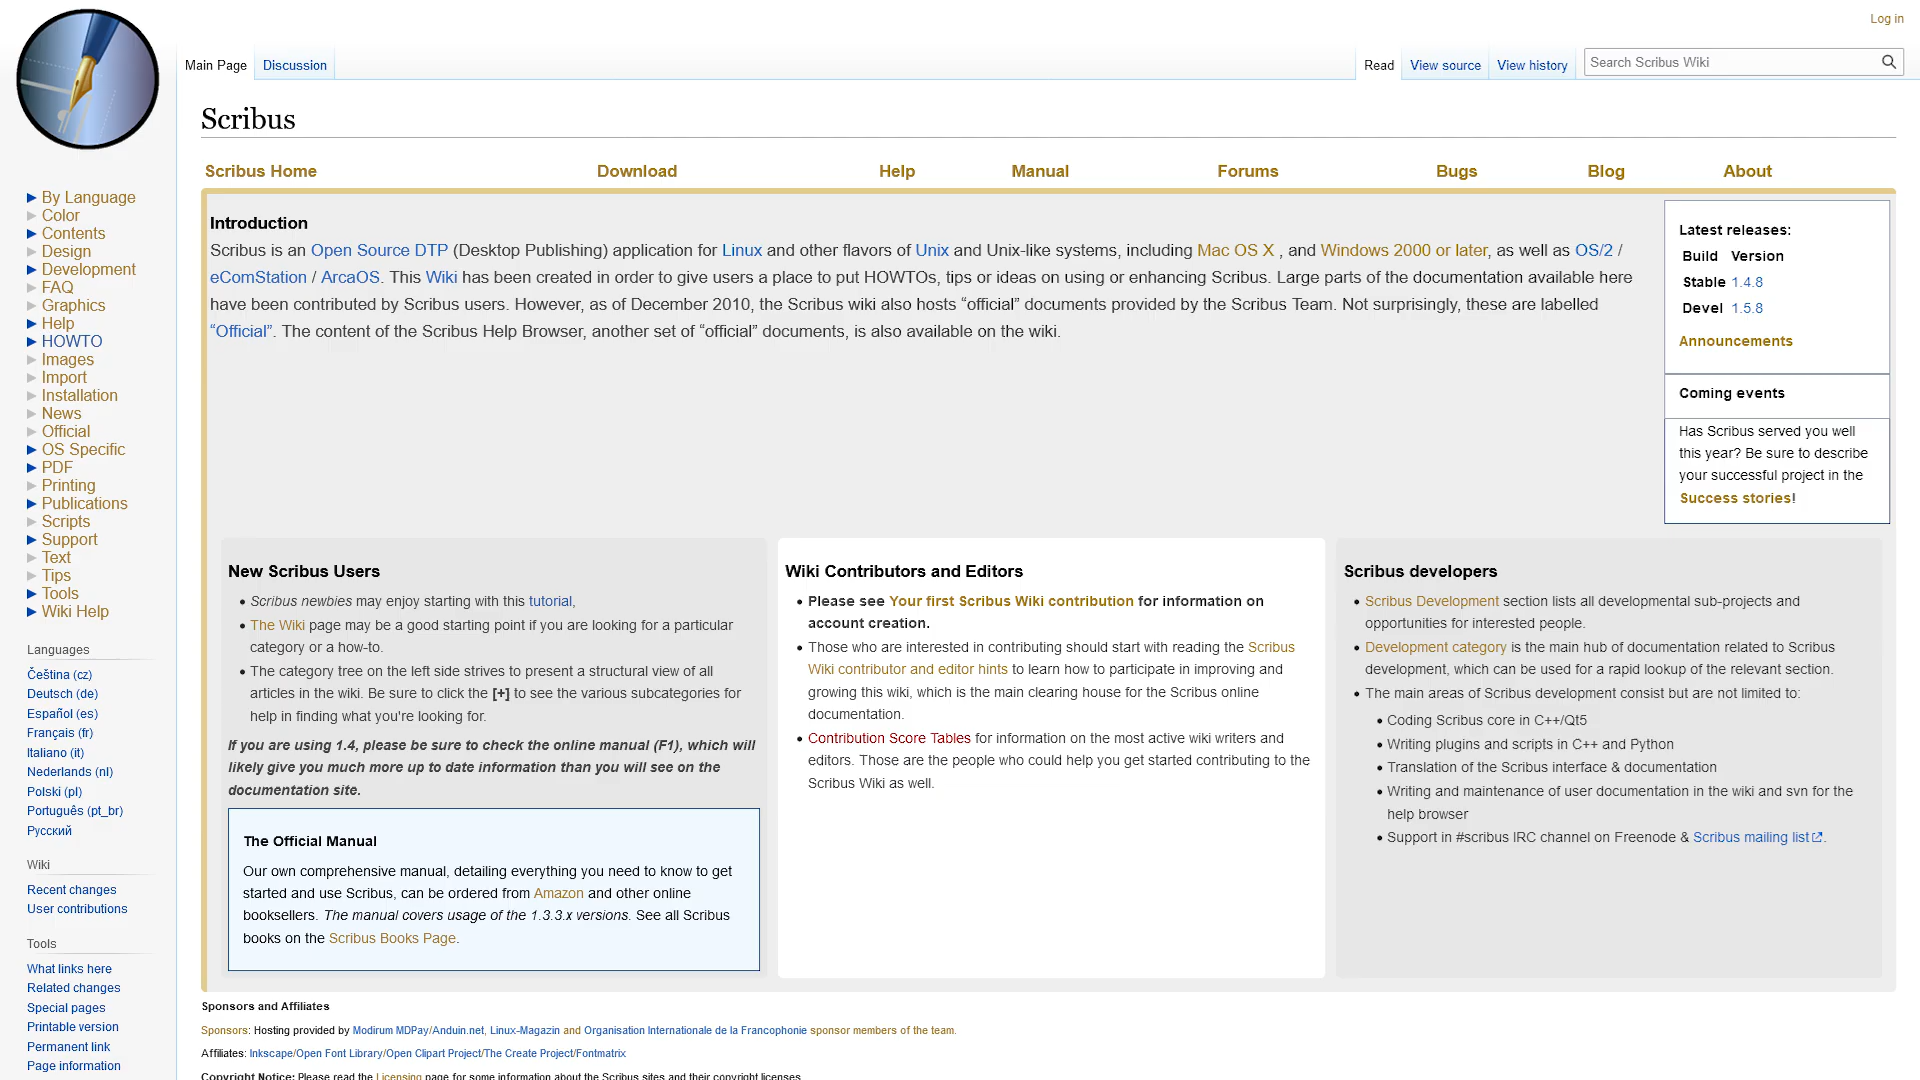 Log in
Main Page
Discussion
Read
View source
View history
Search Scribus Wiki
Scribus
Scribus Home
Download
Help
Manual
Forums
Bugs
Blog
About
By Language
Color
Contents
Design
Development
FAQ
Graphics
Help
HOWTO
Images
Import
Installation
News
Official
OS Specific
PDF
Printing
Publications
Scripts
Support
Text
Tips
Tools
Wiki Help
Languages
Čeština (cz)
Deutsch (de)
Español (es)
Français (fr)
Italiano (it)
Nederlands (nl)
Polski (pl)
Português (pt_br)
Русский
Wiki
Recent changes
User contributions
Tools
What links here
Related changes
Special pages
Printable version
Permanent link
Page information
Introduction
Scribus is an Open Source DTP (Desktop Publishing) application for Linux and other flavors of Unix and Unix-like systems, including Mac OS X , and Windows 2000 or later, as well as OS/2 /
eComStation / ArcaOS. This Wiki has been created in order to give users a place to put HOWTOs, tips or ideas on using or enhancing Scribus. Large parts of the documentation available here
have been contributed by Scribus users. However, as of December 2010, the Scribus wiki also hosts “official” documents provided by the Scribus Team. Not surprisingly, these are labelled
“Official”. The content of the Scribus Help Browser, another set of “official” documents, is also available on the wiki.
Latest releases:
Build Version
Stable 1.4.8
Devel 1.5.8
Announcements
Coming events
Has Scribus served you well
this year? Be sure to describe
your successful project in the
Success stories!
New Scribus Users
Scribus newbies may enjoy starting with this tutorial,
The Wiki page may be a good starting point if you are looking for a particular
category or a how-to.
The category tree on the left side strives to present a structural view of all
articles in the wiki. Be sure to click the [+] to see the various subcategories for
help in finding what you're looking for.
If you are using 1.4, please be sure to check the online manual (F1), which will
likely give you much more up to date information than you will see on the
documentation site.
The Official Manual
Our own comprehensive manual, detailing everything you need to know to get
started and use Scribus, can be ordered from Amazon and other online
booksellers. The manual covers usage of the 1.3.3.x versions. See all Scribus
books on the Scribus Books Page.
Wiki Contributors and Editors
Please see Your first Scribus Wiki contribution for information on
account creation.
Those who are interested in contributing should start with reading the Scribus
Wiki contributor and editor hints to learn how to participate in improving and
growing this wiki, which is the main clearing house for the Scribus online
documentation.
Contribution Score Tables for information on the most active wiki writers and
editors. Those are the people who could help you get started contributing to the
Scribus Wiki as well.
Scribus developers
Scribus Development section lists all developmental sub-projects and
opportunities for interested people.
Development category is the main hub of documentation related to Scribus
development, which can be used for a rapid lookup of the relevant section.
The main areas of Scribus development consist but are not limited to:
Coding Scribus core in C++/Qt5
Writing plugins and scripts in C++ and Python
Translation of the Scribus interface & documentation
Writing and maintenance of user documentation in the wiki and svn for the
help browser
Support in #scribus IRC channel on Freenode & Scribus mailing list.
Sponsors and Affiliates
Sponsors: Hosting provided by Modirum MDPay/Anduin.net, Linux-Magazin and Organisation Internationale de la Francophonie sponsor members of the team.
Affiliates: Inkscape/Open Font Library/Open Clipart Project/The Create Project/Fontmatrix
Copyright Notice: Please read the Licensing page for some information about the Scribus sites and their copyright licenses